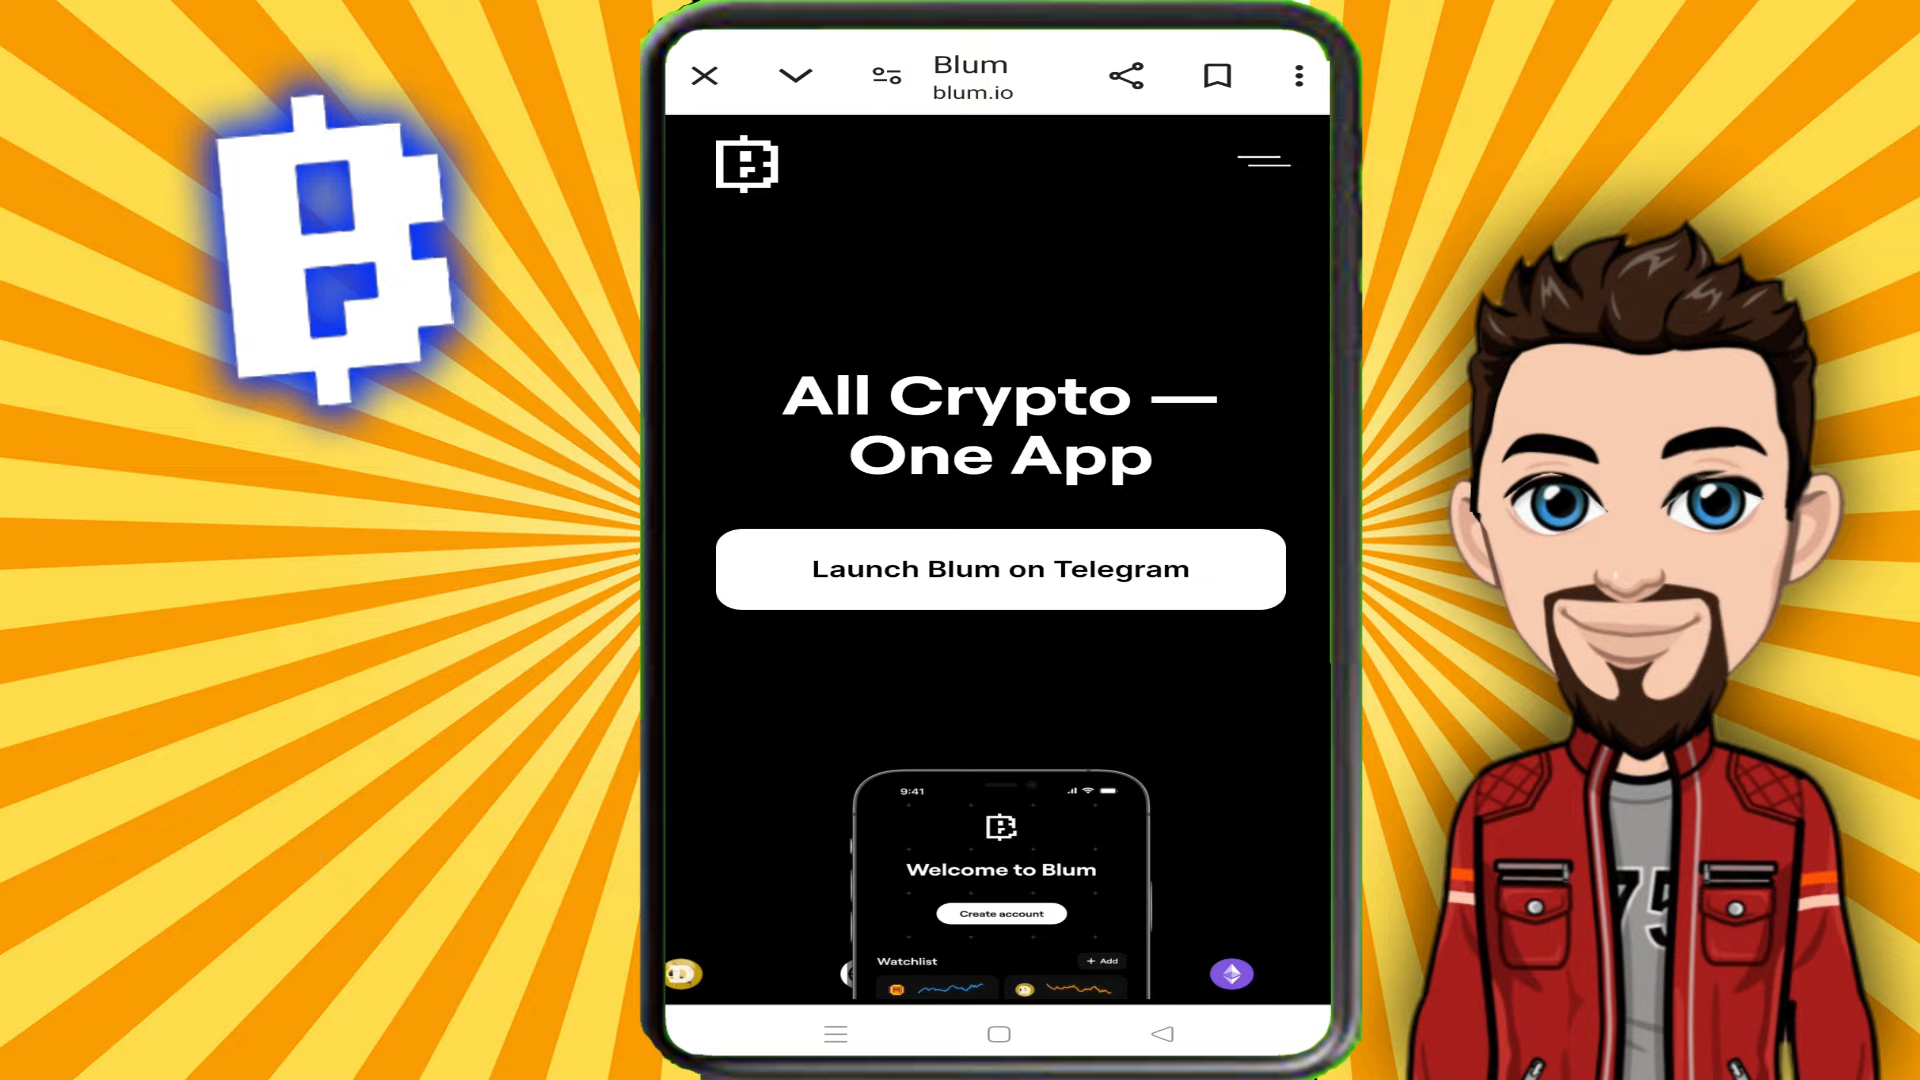 Blum
blum.io
All Crypto —
One App
Launch Blum on Telegram
9:41
Welcome to Blum
Create account
Watchlist
+ Add
75